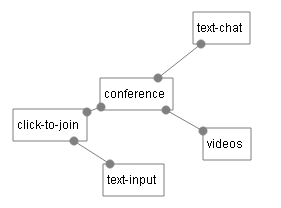 text-chat
conference
click-to-join
videos
text-input